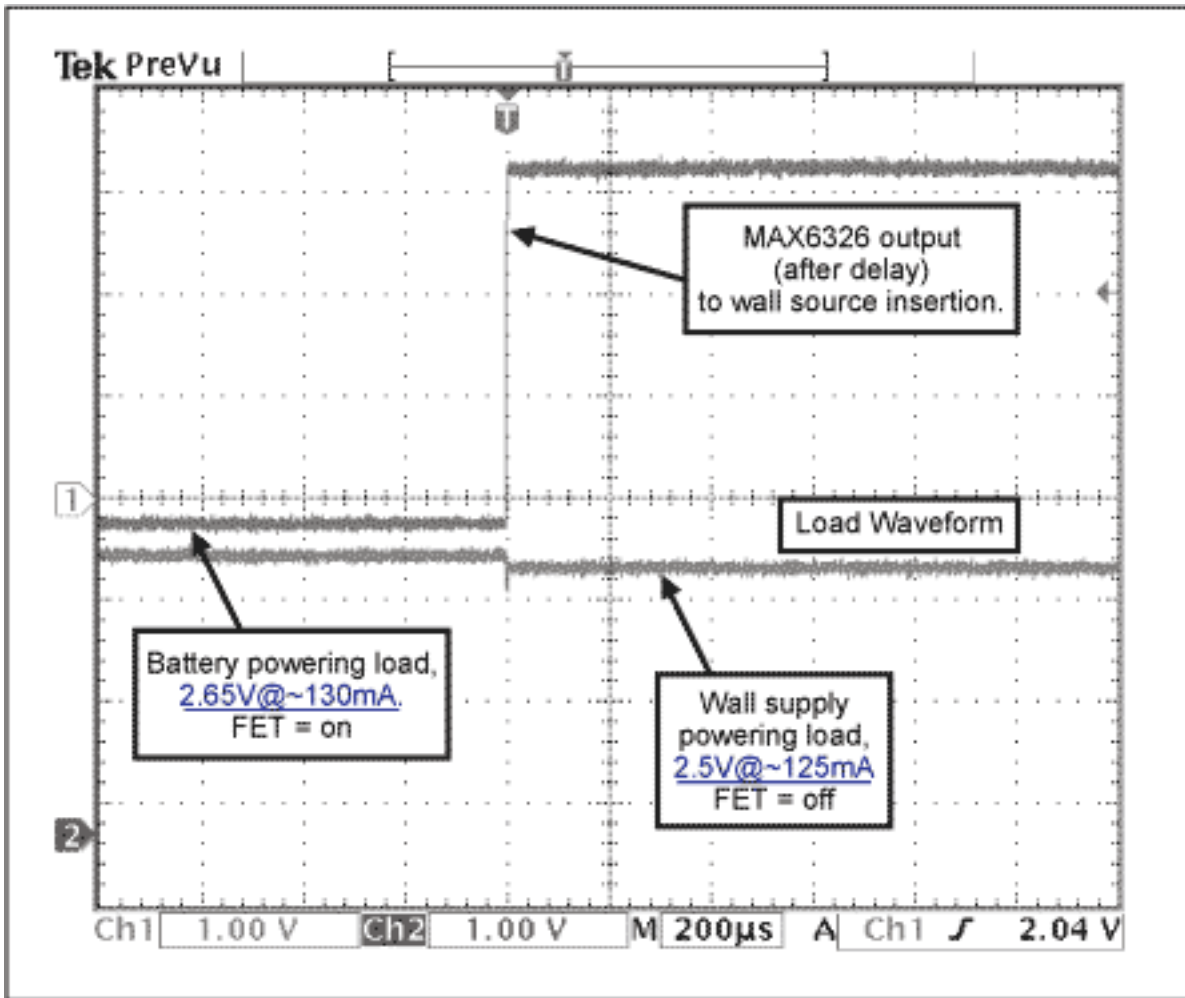 Tek PreVu
T
T
MAX6326 output
(after delay)
to wall source insertion.
1
Load Waveform
Battery powering load,
2.65V@~130mA.
FET = on
Wall supply
powering load,
2.5V@~125mA
FET = off
2
Ch1 1.00 V Ch2 1.00 V M 200µs A Ch1 2.04 V